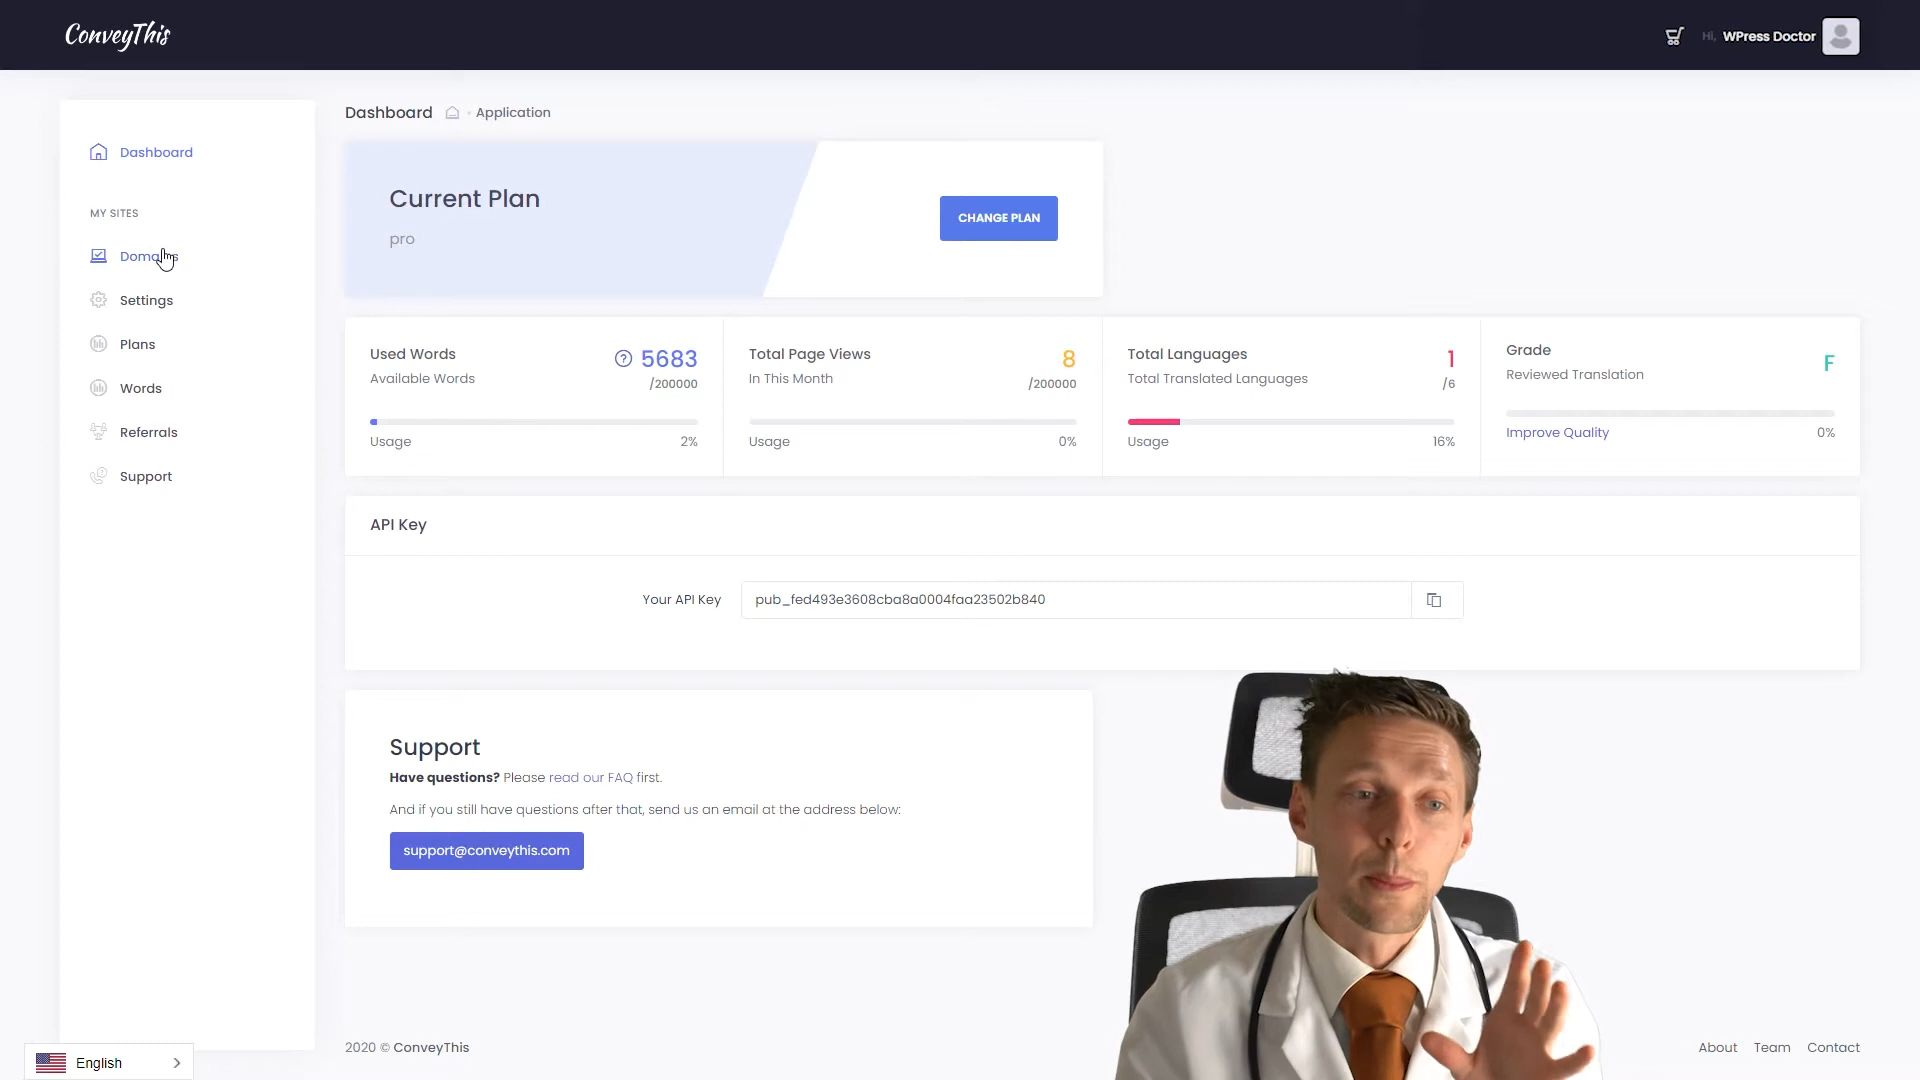 ConveyThis
Hi, WPress Doctor
Dashboard
MY SITES
Settings
Plans
Words
Referrals
Support
English
Dashboard • Application
Current Plan
pro
CHANGE PLAN
Used Words
Available Words
5683
/200000
Usage
2%
Total Page Views
In This Month
8
/200000
Usage
0%
Total Languages
Total Translated Languages
1
/6
Usage
16%
Grade
Reviewed Translation
F
Improve Quality
0%
API Key
Your API Key
pub_fed493e3608cba8a0004faa23502b840
Support
Have questions? Please read our FAQ first.
And if you still have questions after that, send us an email at the address below:
support@conveythis.com
2020 © ConveyThis
About Team Contact